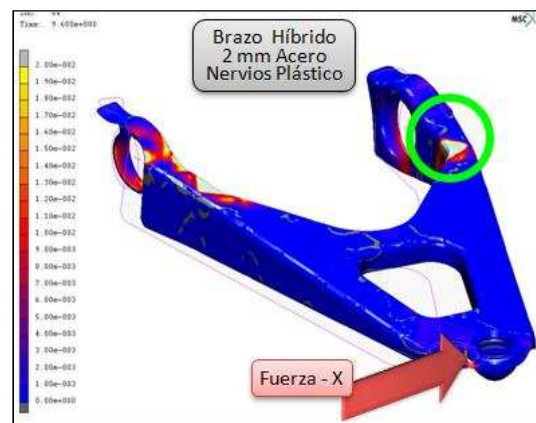 Time: 9.600e+000
MSC
Brazo Híbrido
2 mm Acero
Nervios Plástico
2.00e-002
1.90e-002
1.80e-002
1.70e-002
1.60e-002
1.50e-002
1.40e-002
1.30e-002
1.20e-002
1.10e-002
1.00e-002
9.00e-003
8.00e-003
7.00e-003
6.00e-003
5.00e-003
4.00e-003
3.00e-003
2.00e-003
1.00e-003
0.00e+000
Fuerza - X